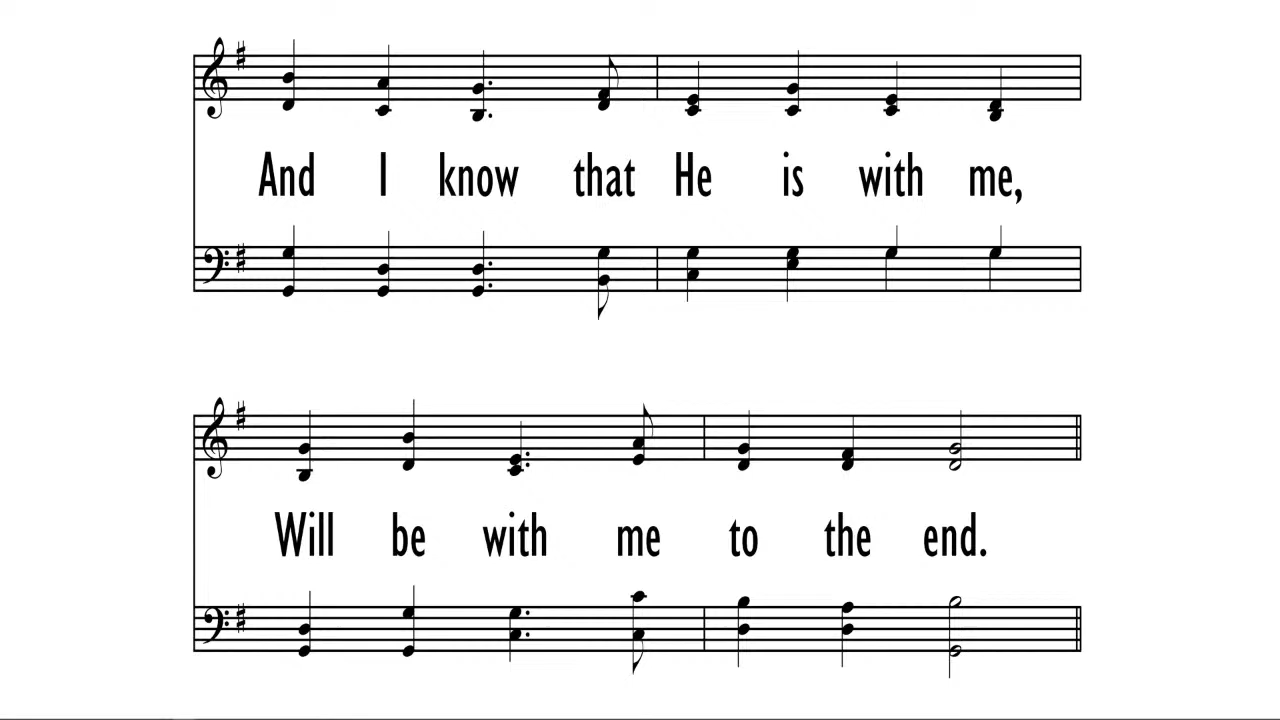 And I know that He is with me,
Will be with me to the end.